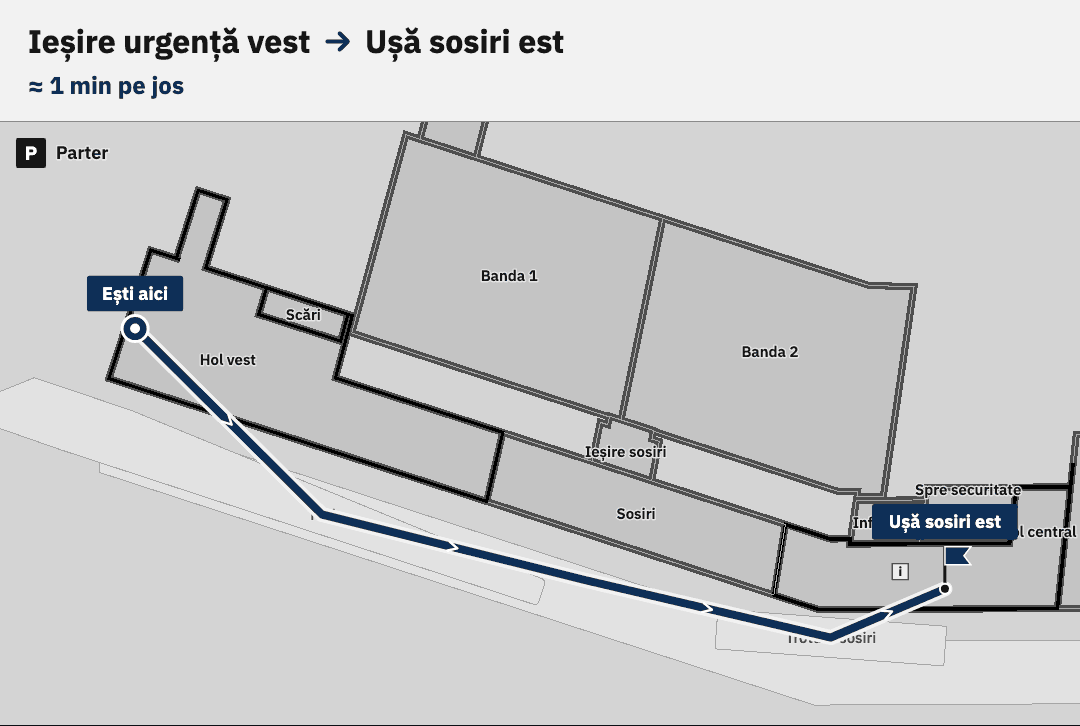 Ieșire urgență vest → Ușă sosiri est
≈ 1 min pe jos
P Parter
Banda 1
Ești aici
Scări
Banda 2
Hol vest
Ieșire sosiri
Spre securitate
Sosiri
Ușă sosiri est
central
i